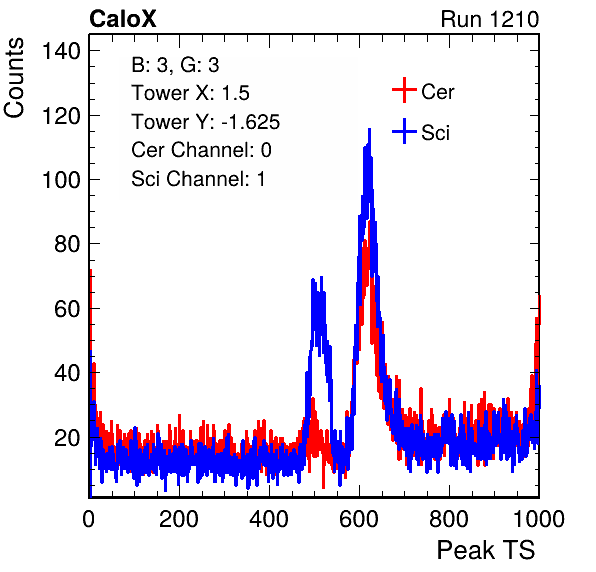 CaloX Run 1210
Counts
140
120
100
80
60
40
20
B: 3, G: 3
Tower X: 1.5
Tower Y: -1.625
Cer Channel: 0
Sci Channel: 1
Cer
Sci
0 200 400 600 800 1000
Peak TS